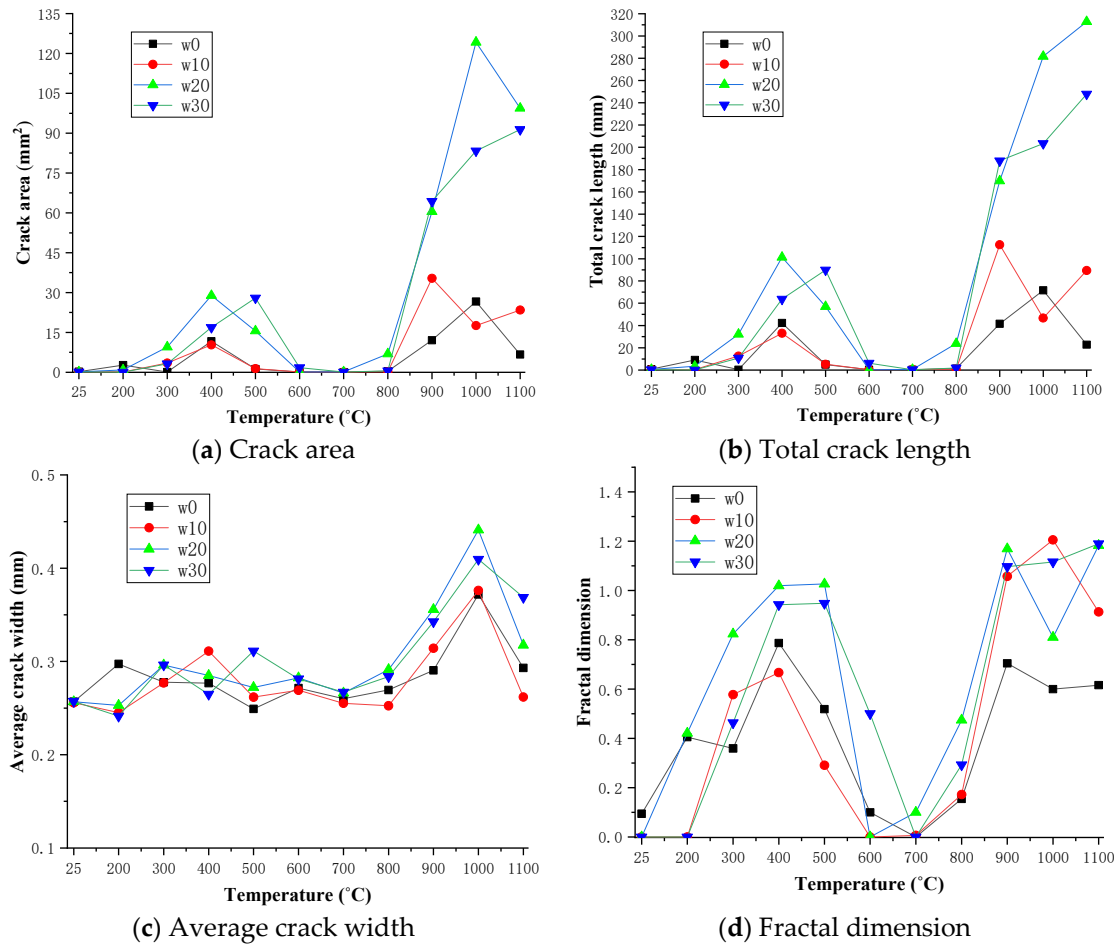 135
120
105
90
75
60
45
30
15
0
Crack area (mm²)
w0
w10
w20
w30
25 200 300 400 500 600 700 800 900 1000 1100
Temperature (°C)
(a) Crack area
320
300
280
260
240
220
200
180
160
140
120
100
80
60
40
20
0
Total crack length (mm)
w0
w10
w20
w30
25 200 300 400 500 600 700 800 900 1000 1100
Temperature (°C)
(b) Total crack length
0.5
0.4
0.3
0.2
0.1
Average crack width (mm)
w0
w10
w20
w30
25 200 300 400 500 600 700 800 900 1000 1100
Temperature (°C)
(c) Average crack width
1.4
1.2
1.0
0.8
0.6
0.4
0.2
0.0
Fractal dimension
w0
w10
w20
w30
25 200 300 400 500 600 700 800 900 1000 1100
Temperature (°C)
(d) Fractal dimension